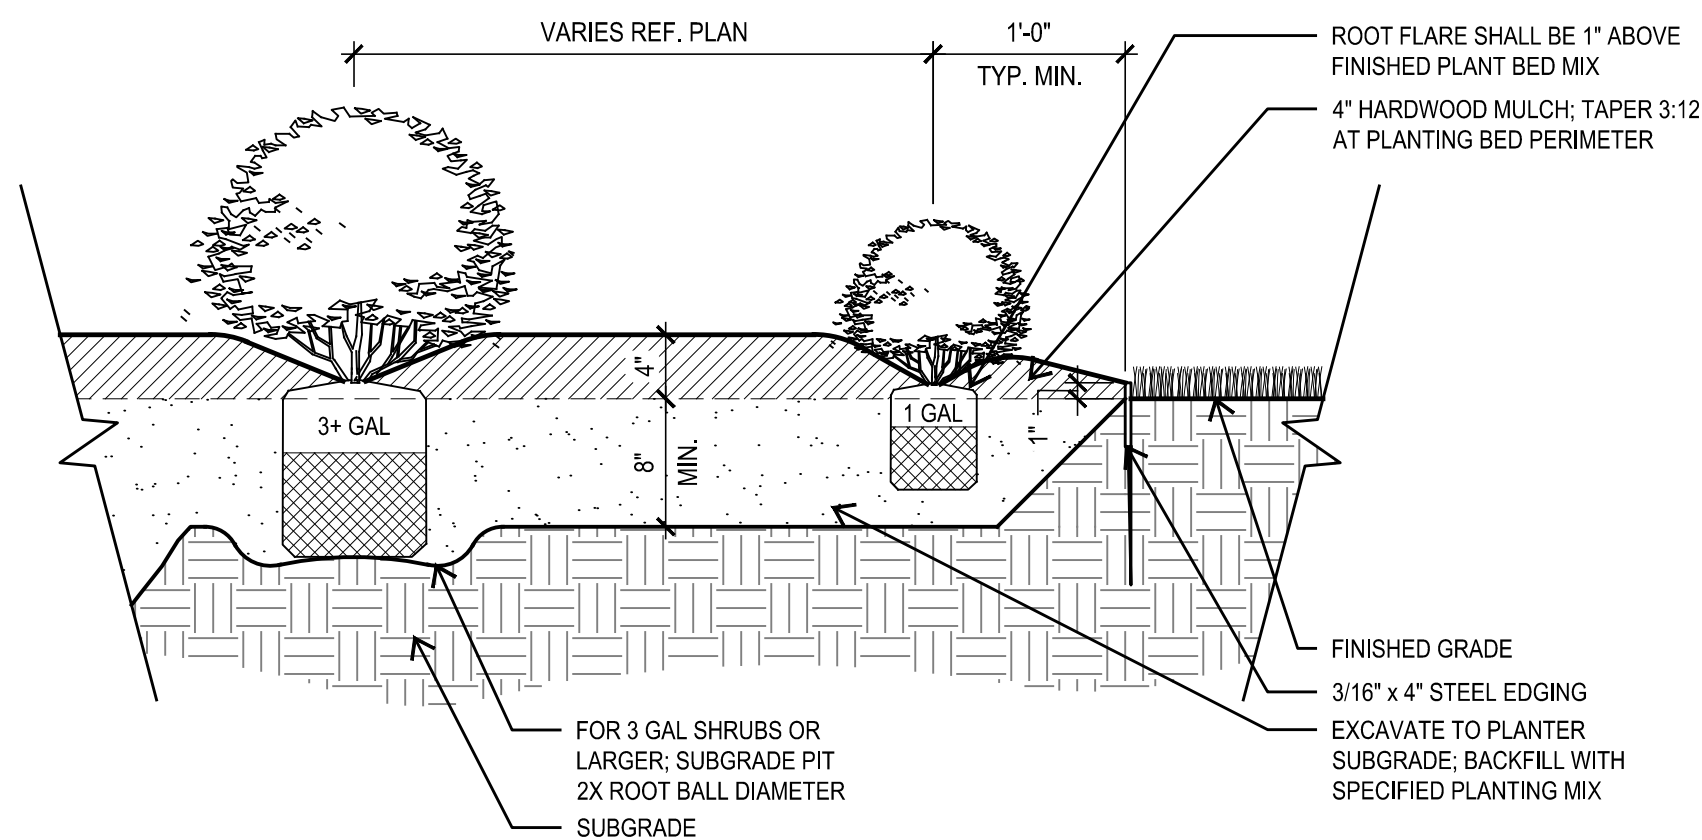 VARIES REF. PLAN
1'-0"
TYP. MIN.
ROOT FLARE SHALL BE 1" ABOVE
FINISHED PLANT BED MIX
4" HARDWOOD MULCH; TAPER 3:12
AT PLANTING BED PERIMETER
4"
3+ GAL
1 GAL
1"
8"
MIN.
FINISHED GRADE
3/16" x 4" STEEL EDGING
EXCAVATE TO PLANTER
SUBGRADE; BACKFILL WITH
SPECIFIED PLANTING MIX
FOR 3 GAL SHRUBS OR
LARGER; SUBGRADE PIT
2X ROOT BALL DIAMETER
SUBGRADE